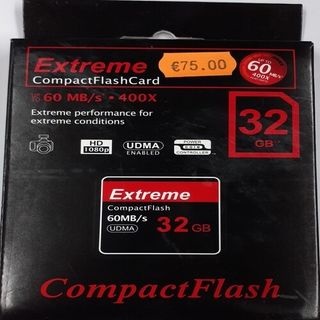 Extreme
€75.00
CompactFlashCard
60 MB/s • 400X
UP TO
60 MB/s
400X
Extreme performance for
extreme conditions
32
GB
HD
1080p
UDMA
ENABLED
POWER
CORE
CONTROLLER
Extreme
CompactFlash
60MB/s
UDMA
32 GB
CompactFlash